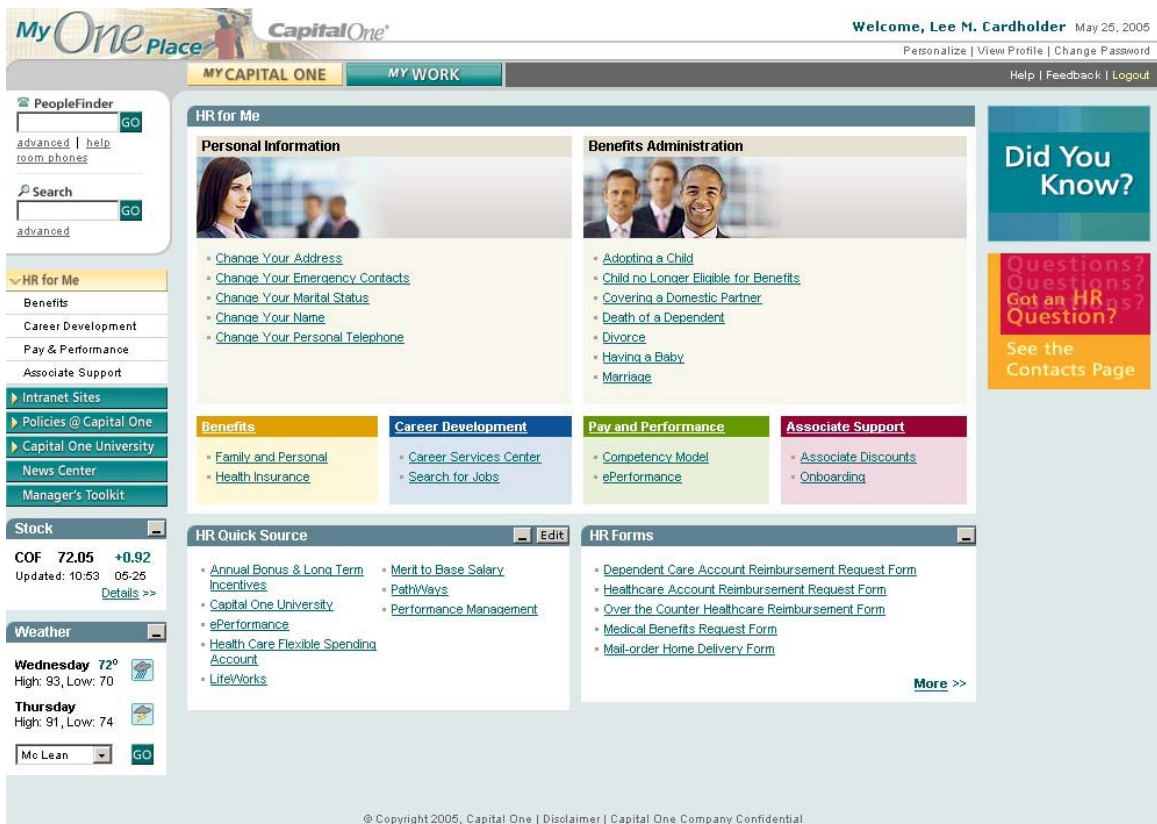 My One Place
Capital One®
Welcome, Lee M. Cardholder May 25, 2005
Personalize | View Profile | Change Password
MY CAPITAL ONE
MY WORK
Help | Feedback | Logout
PeopleFinder
GO
advanced | help
room phones
Search
GO
advanced
HR for Me
Benefits
Career Development
Pay & Performance
Associate Support
Intranet Sites
Policies @ Capital One
Capital One University
News Center
Manager's Toolkit
Stock
COF 72.05 +0.92
Updated: 10:53 05-25
Details >>
Weather
Wednesday 72°
High: 93, Low: 70
Thursday
High: 91, Low: 74
Mc Lean
GO
HR for Me
Personal Information
Change Your Address
Change Your Emergency Contacts
Change Your Marital Status
Change Your Name
Change Your Personal Telephone
Benefits Administration
Adopting a Child
Child no Longer Eligible for Benefits
Covering a Domestic Partner
Death of a Dependent
Divorce
Having a Baby
Marriage
Benefits
Family and Personal
Health Insurance
Career Development
Career Services Center
Search for Jobs
Pay and Performance
Competency Model
ePerformance
Associate Support
Associate Discounts
Onboarding
HR Quick Source
Edit
Annual Bonus & Long Term
Incentives
Capital One University
ePerformance
Health Care Flexible Spending
Account
LifeWorks
Merit to Base Salary
PathWays
Performance Management
HR Forms
Dependent Care Account Reimbursement Request Form
Healthcare Account Reimbursement Request Form
Over the Counter Healthcare Reimbursement Form
Medical Benefits Request Form
Mail-order Home Delivery Form
More >>
Did You
Know?
Questions?
Questions?
Questions?
Got an HR
Question?
See the
Contacts Page
© Copyright 2005, Capital One | Disclaimer | Capital One Company Confidential